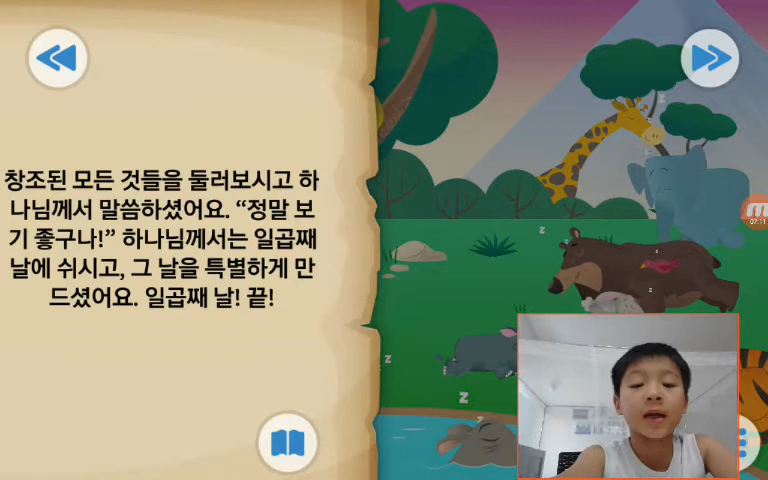 창조된 모든 것들을 둘러보시고 하
나님께서 말씀하셨어요. “정말 보
기 좋구나!” 하나님께서는 일곱째
날에 쉬시고, 그 날을 특별하게 만
드셨어요. 일곱째 날! 끝!
z
z
z
z
z
z
z
07:11